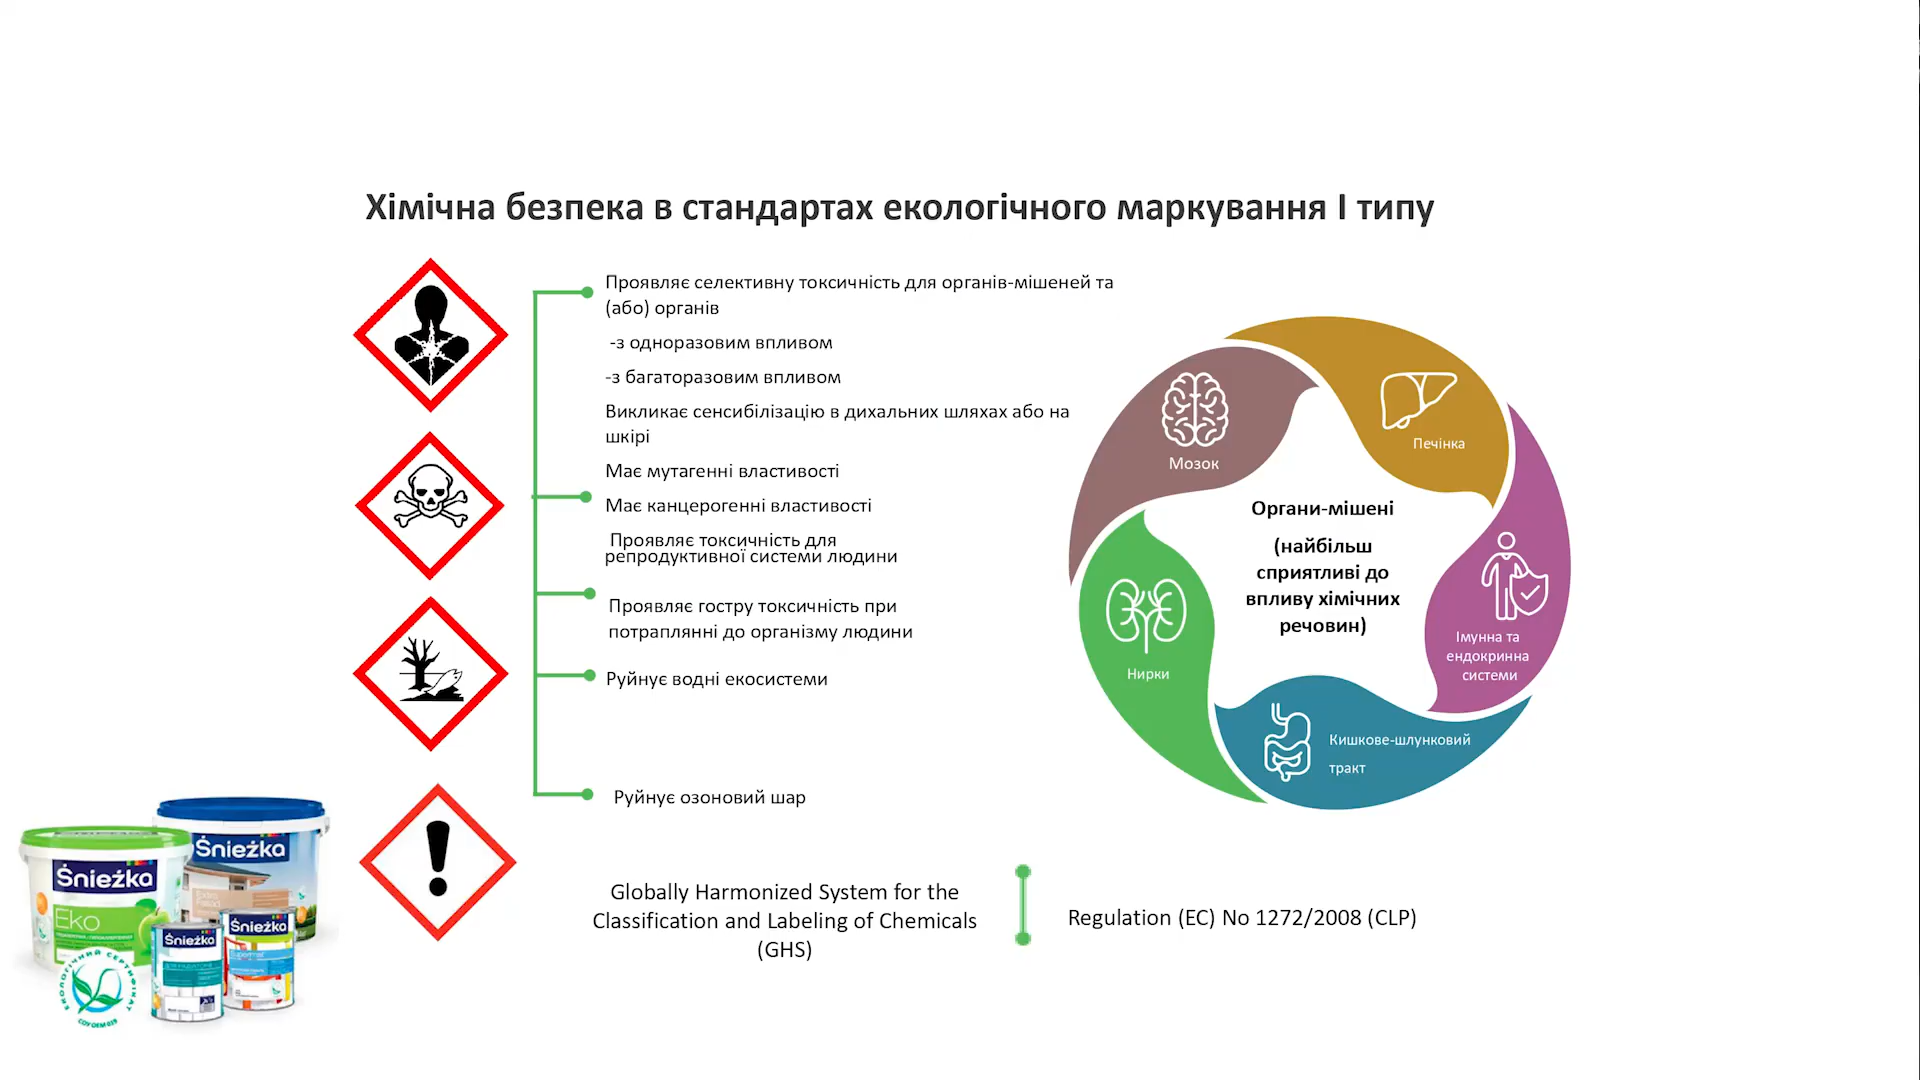 Хімічна безпека в стандартах екологічного маркування І типу
Проявляє селективну токсичність для органів-мішеней та
(або) органів
-з одноразовим впливом
-з багаторазовим впливом
Викликає сенсибілізацію в дихальних шляхах або на
шкірі
Має мутагенні властивості
Має канцерогенні властивості
Проявляє токсичність для
репродуктивної системи людини
Проявляє гостру токсичність при
потраплянні до організму людини
Руйнує водні екосистеми
Руйнує озоновий шар
Мозок
Печінка
Органи-мішені
(найбільш
сприятливі до
впливу хімічних
речовин)
Імунна та
ендокринна
системи
Нирки
Кишкове-шлунковий
тракт
Globally Harmonized System for the
Classification and Labeling of Chemicals
(GHS)
Regulation (EC) No 1272/2008 (CLP)
Śnieżka
Śnieżka
Eko
Śnieżka
Śnieżka
Supermal
ЕКОЛОГІЧНИЙ СЕРТИФІКАТ